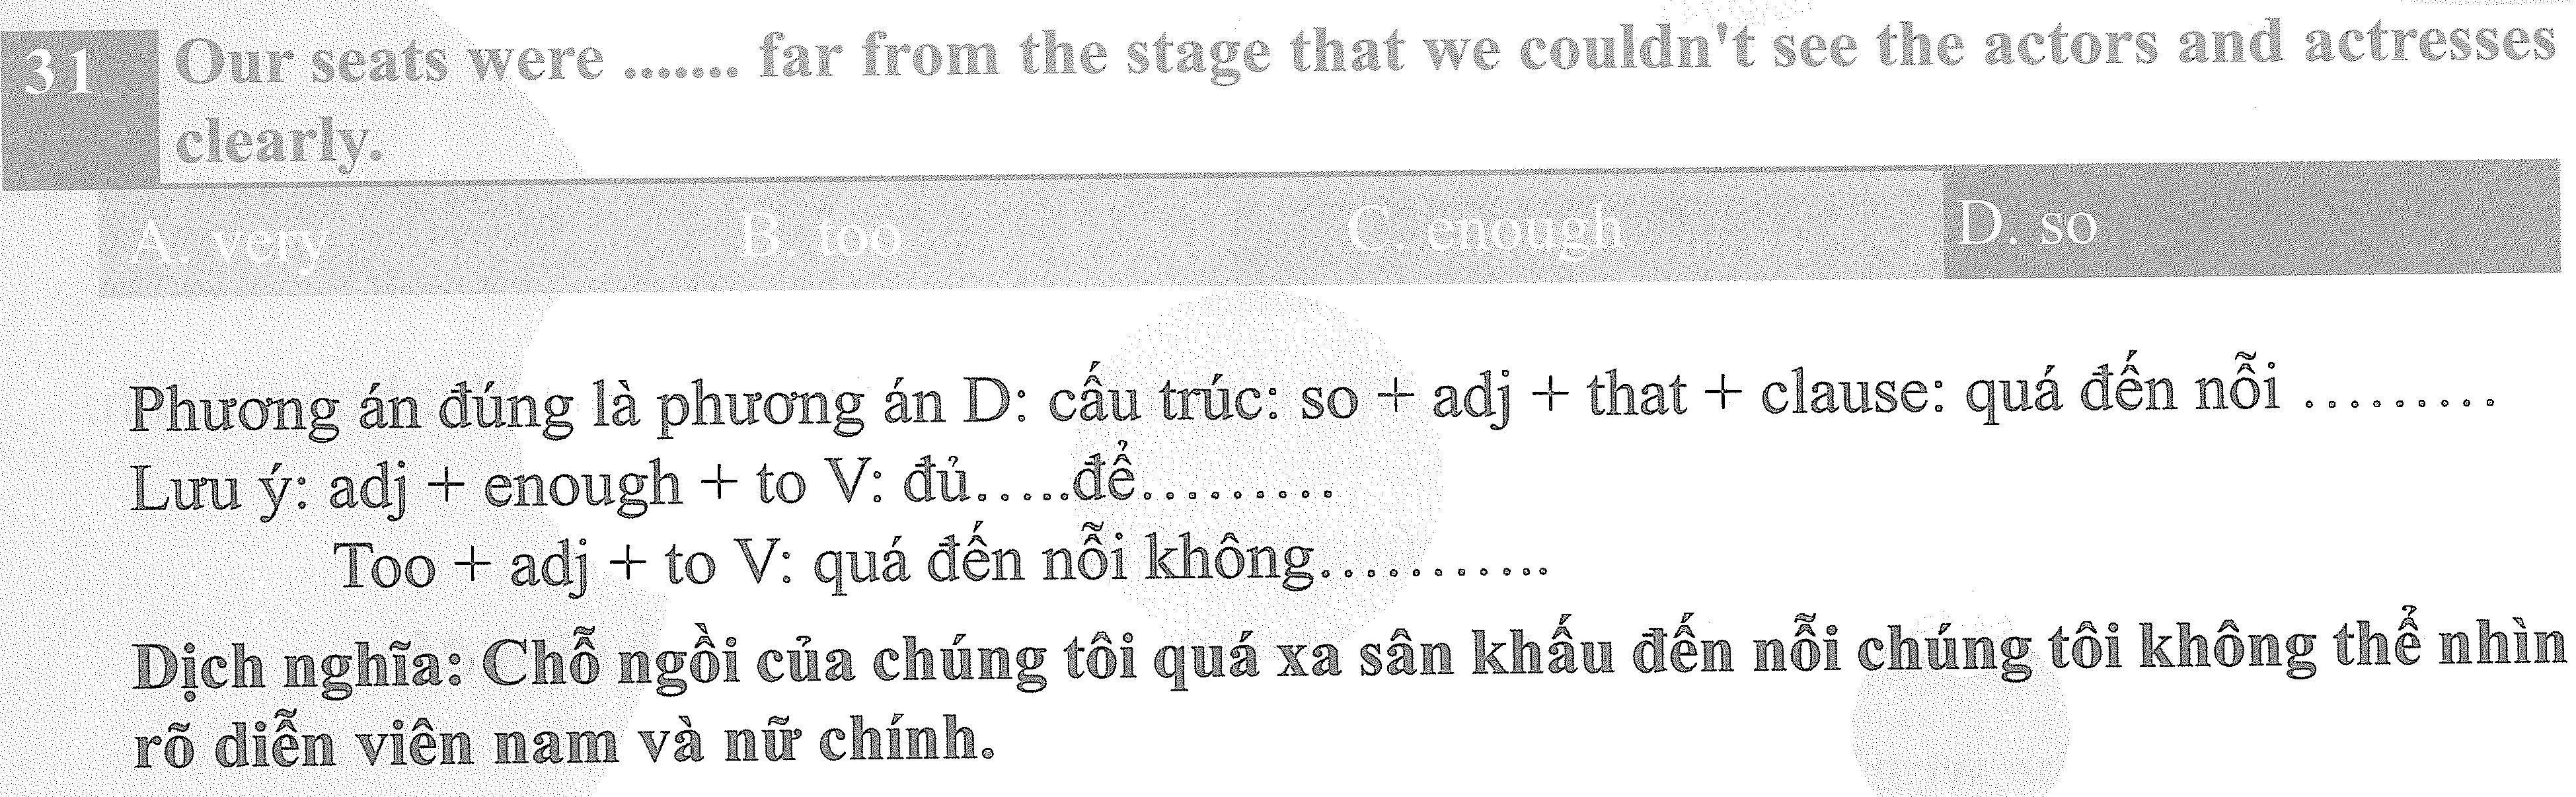 31 Our seats were ....... far from the stage that we couldn't see the actors and actresses
clearly.
A. very B. too C. enough D. so
Phương án đúng là phương án D: cấu trúc: so + adj + that + clause: quá đến nỗi .........
Lưu ý: adj + enough + to V: đủ.....để.........
Too + adj + to V: quá đến nỗi không...........
Dịch nghĩa: Chỗ ngồi của chúng tôi quá xa sân khấu đến nỗi chúng tôi không thể nhìn
rõ diễn viên nam và nữ chính.